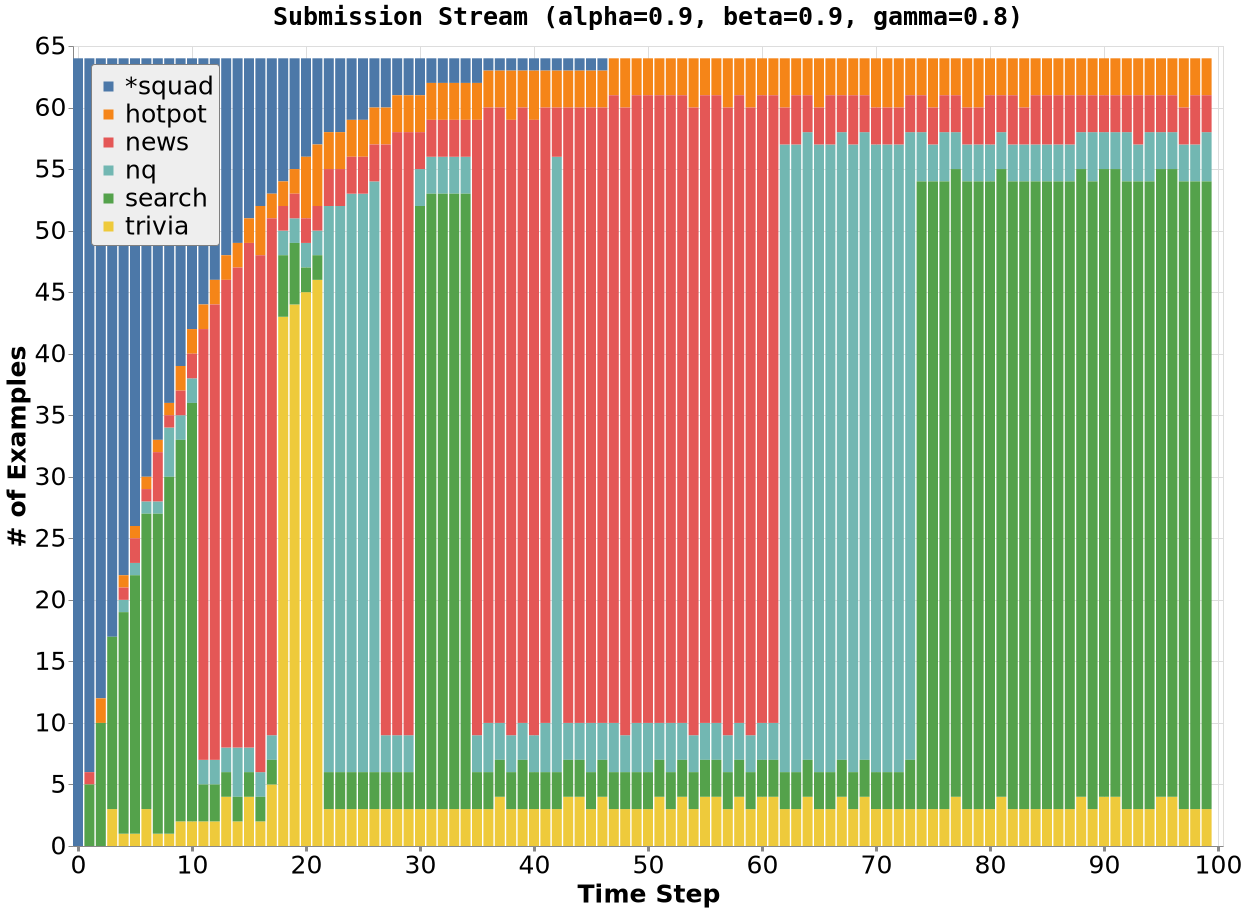 Submission Stream (alpha=0.9, beta=0.9, gamma=0.8)
65
60
55
50
45
40
35
30
25
20
15
10
5
0
# of Examples
*squad
hotpot
news
nq
search
trivia
0 10 20 30 40 50 60 70 80 90 100
Time Step